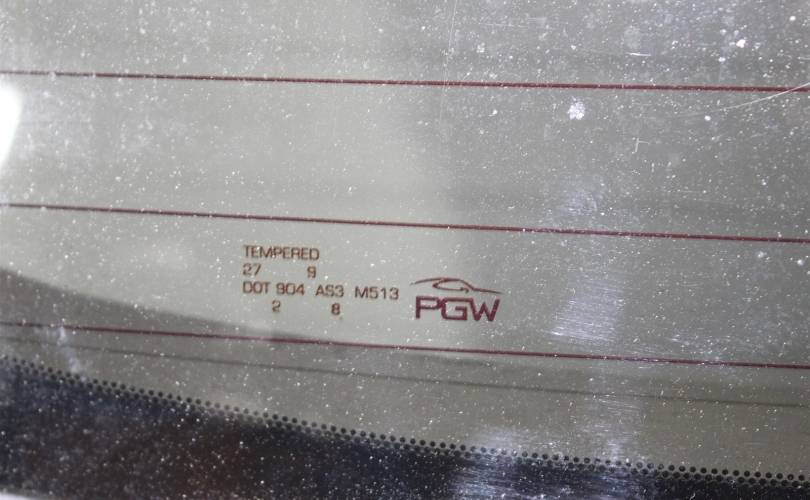 TEMPERED
27 9
DOT 904 AS3 M513
2 8
PGW